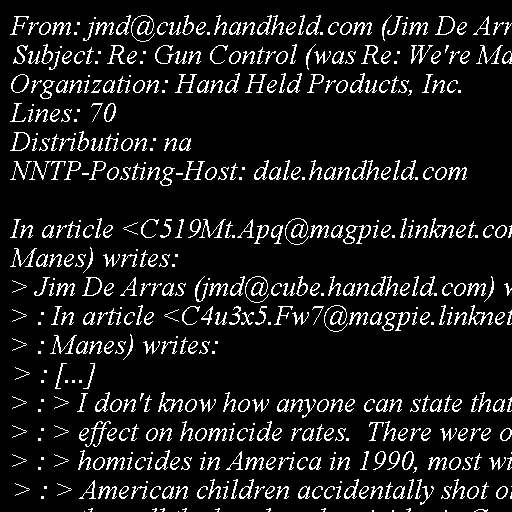 From: jmd@cube.handheld.com (Jim De Arr
Subject: Re: Gun Control (was Re: We're Ma
Organization: Hand Held Products, Inc.
Lines: 70
Distribution: na
NNTP-Posting-Host: dale.handheld.com

In article <C519Mt.Apq@magpie.linknet.com
Manes) writes:
> Jim De Arras (jmd@cube.handheld.com) w
> : In article <C4u3x5.Fw7@magpie.linknet
> : Manes) writes:
> : [...]
> : > I don't know how anyone can state that
> : > effect on homicide rates.  There were o
> : > homicides in America in 1990, most wi
> : > American children accidentally shot o